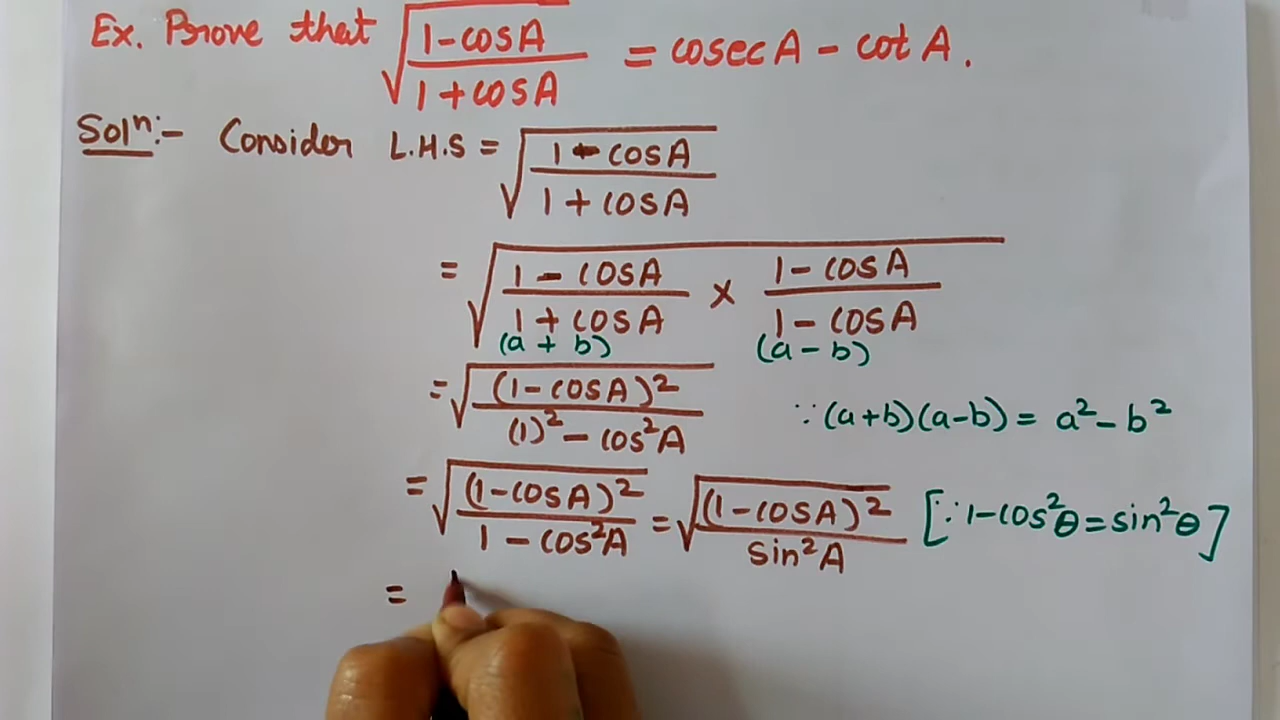 Ex. Prove that √((1-cosA)/(1+cosA)) = cosecA - cot A.
Solⁿ:- Consider L.H.S = √((1-cosA)/(1+cosA))
= √((1-cosA)/(1+cosA) × (1-cosA)/(1-cosA))
(a + b) (a - b)
= √((1-cosA)²/((1)²-cos²A)) ∵(a+b)(a-b) = a²-b²
= √((1-cosA)²/(1-cos²A)) = √((1-cosA)²/sin²A) [∵1-cos²θ=sin²θ]
=